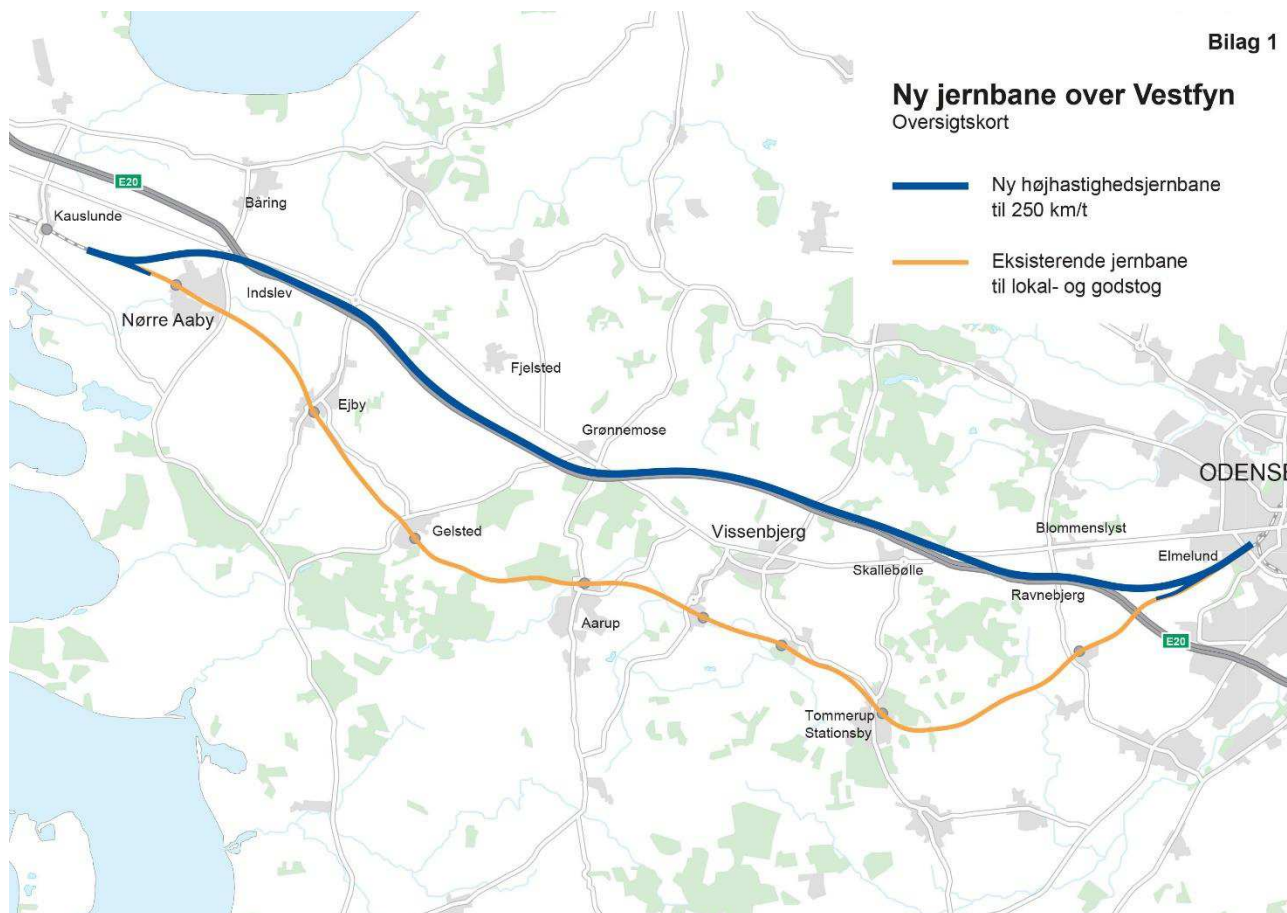 Bilag 1
Ny jernbane over Vestfyn
Oversigtskort
Ny højhastighedsjernbane
til 250 km/t
Eksisterende jernbane
til lokal- og godstog
E20
Kauslunde
Båring
Indslev
Nørre Aaby
Fjelsted
Ejby
Grønnemose
ODENSE
Gelsted
Vissenbjerg
Blommenslyst
Elmelund
Skallebølle
Ravnebjerg
Aarup
E20
Tommerup
Stationsby